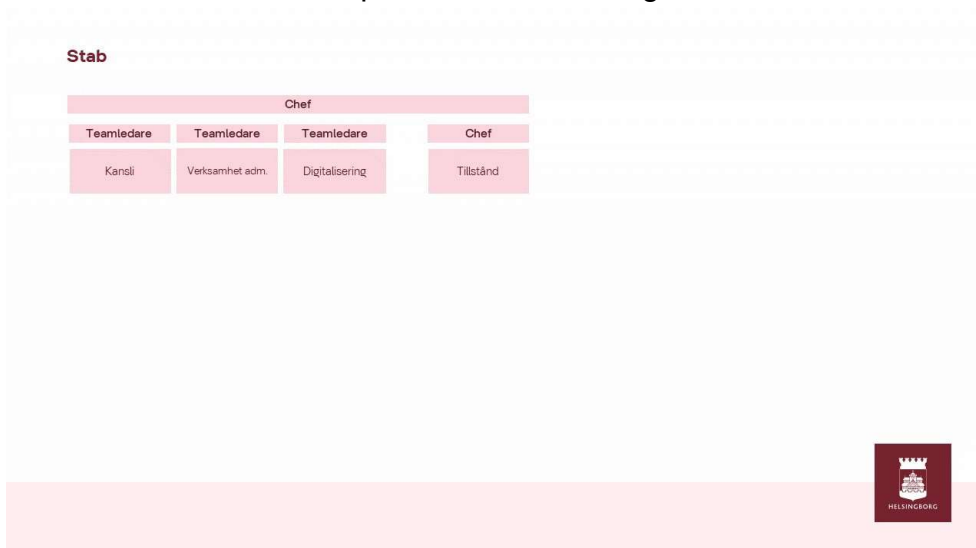 Stab
Chef
Teamledare Teamledare Teamledare Chef
Kansli Verksamhet adm. Digitalisering Tillstånd
HELSINGBORG